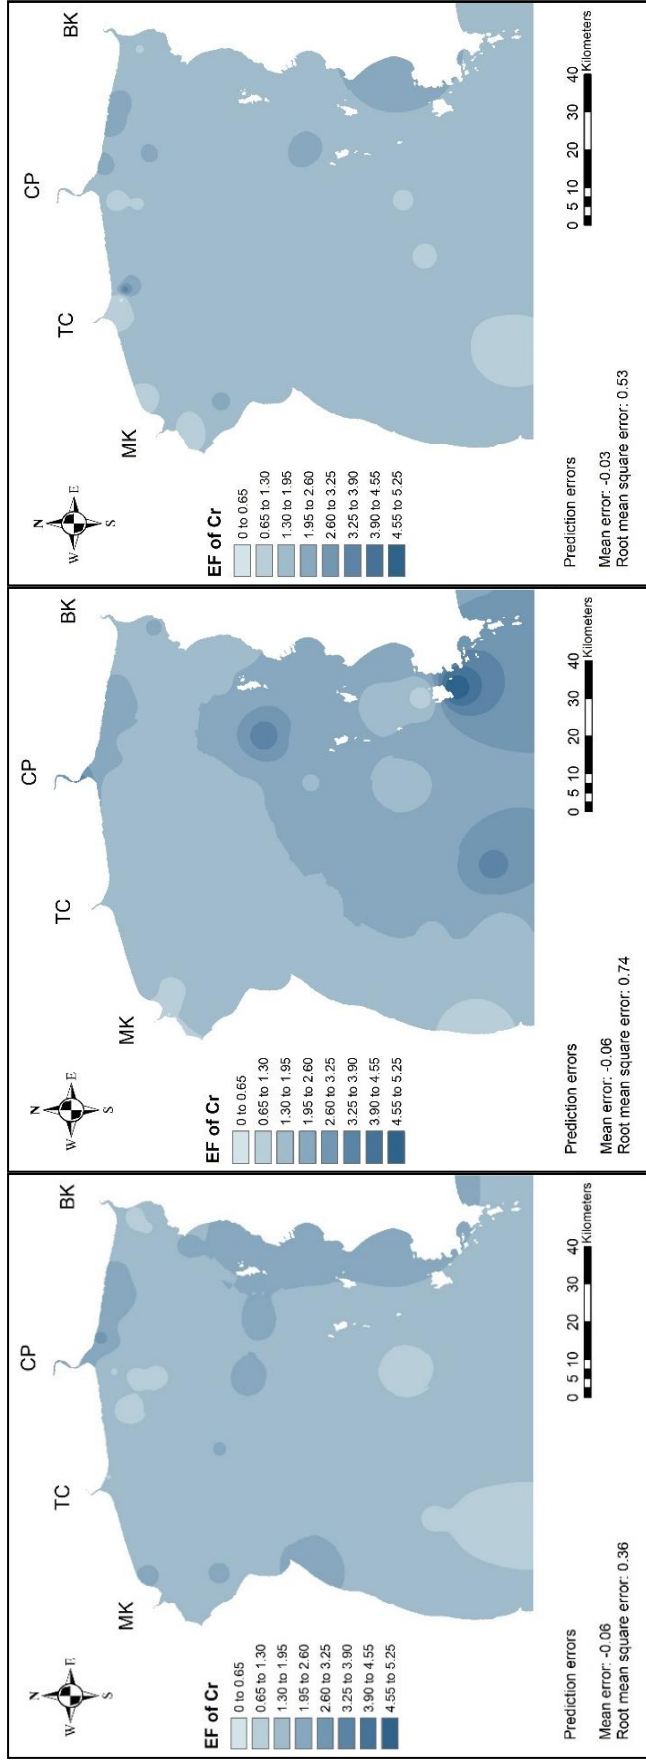 N
W E
S
MK
TC
CP
BK
EF of Cr
0 to 0.65
0.65 to 1.30
1.30 to 1.95
1.95 to 2.60
2.60 to 3.25
3.25 to 3.90
3.90 to 4.55
4.55 to 5.25
Prediction errors
Mean error: -0.06
Root mean square error: 0.36
0 5 10 20 30 40
Kilometers
N
W E
S
MK
TC
CP
BK
EF of Cr
0 to 0.65
0.65 to 1.30
1.30 to 1.95
1.95 to 2.60
2.60 to 3.25
3.25 to 3.90
3.90 to 4.55
4.55 to 5.25
Prediction errors
Mean error: -0.06
Root mean square error: 0.74
0 5 10 20 30 40
Kilometers
N
W E
S
MK
TC
CP
BK
EF of Cr
0 to 0.65
0.65 to 1.30
1.30 to 1.95
1.95 to 2.60
2.60 to 3.25
3.25 to 3.90
3.90 to 4.55
4.55 to 5.25
Prediction errors
Mean error: -0.03
Root mean square error: 0.53
0 5 10 20 30 40
Kilometers